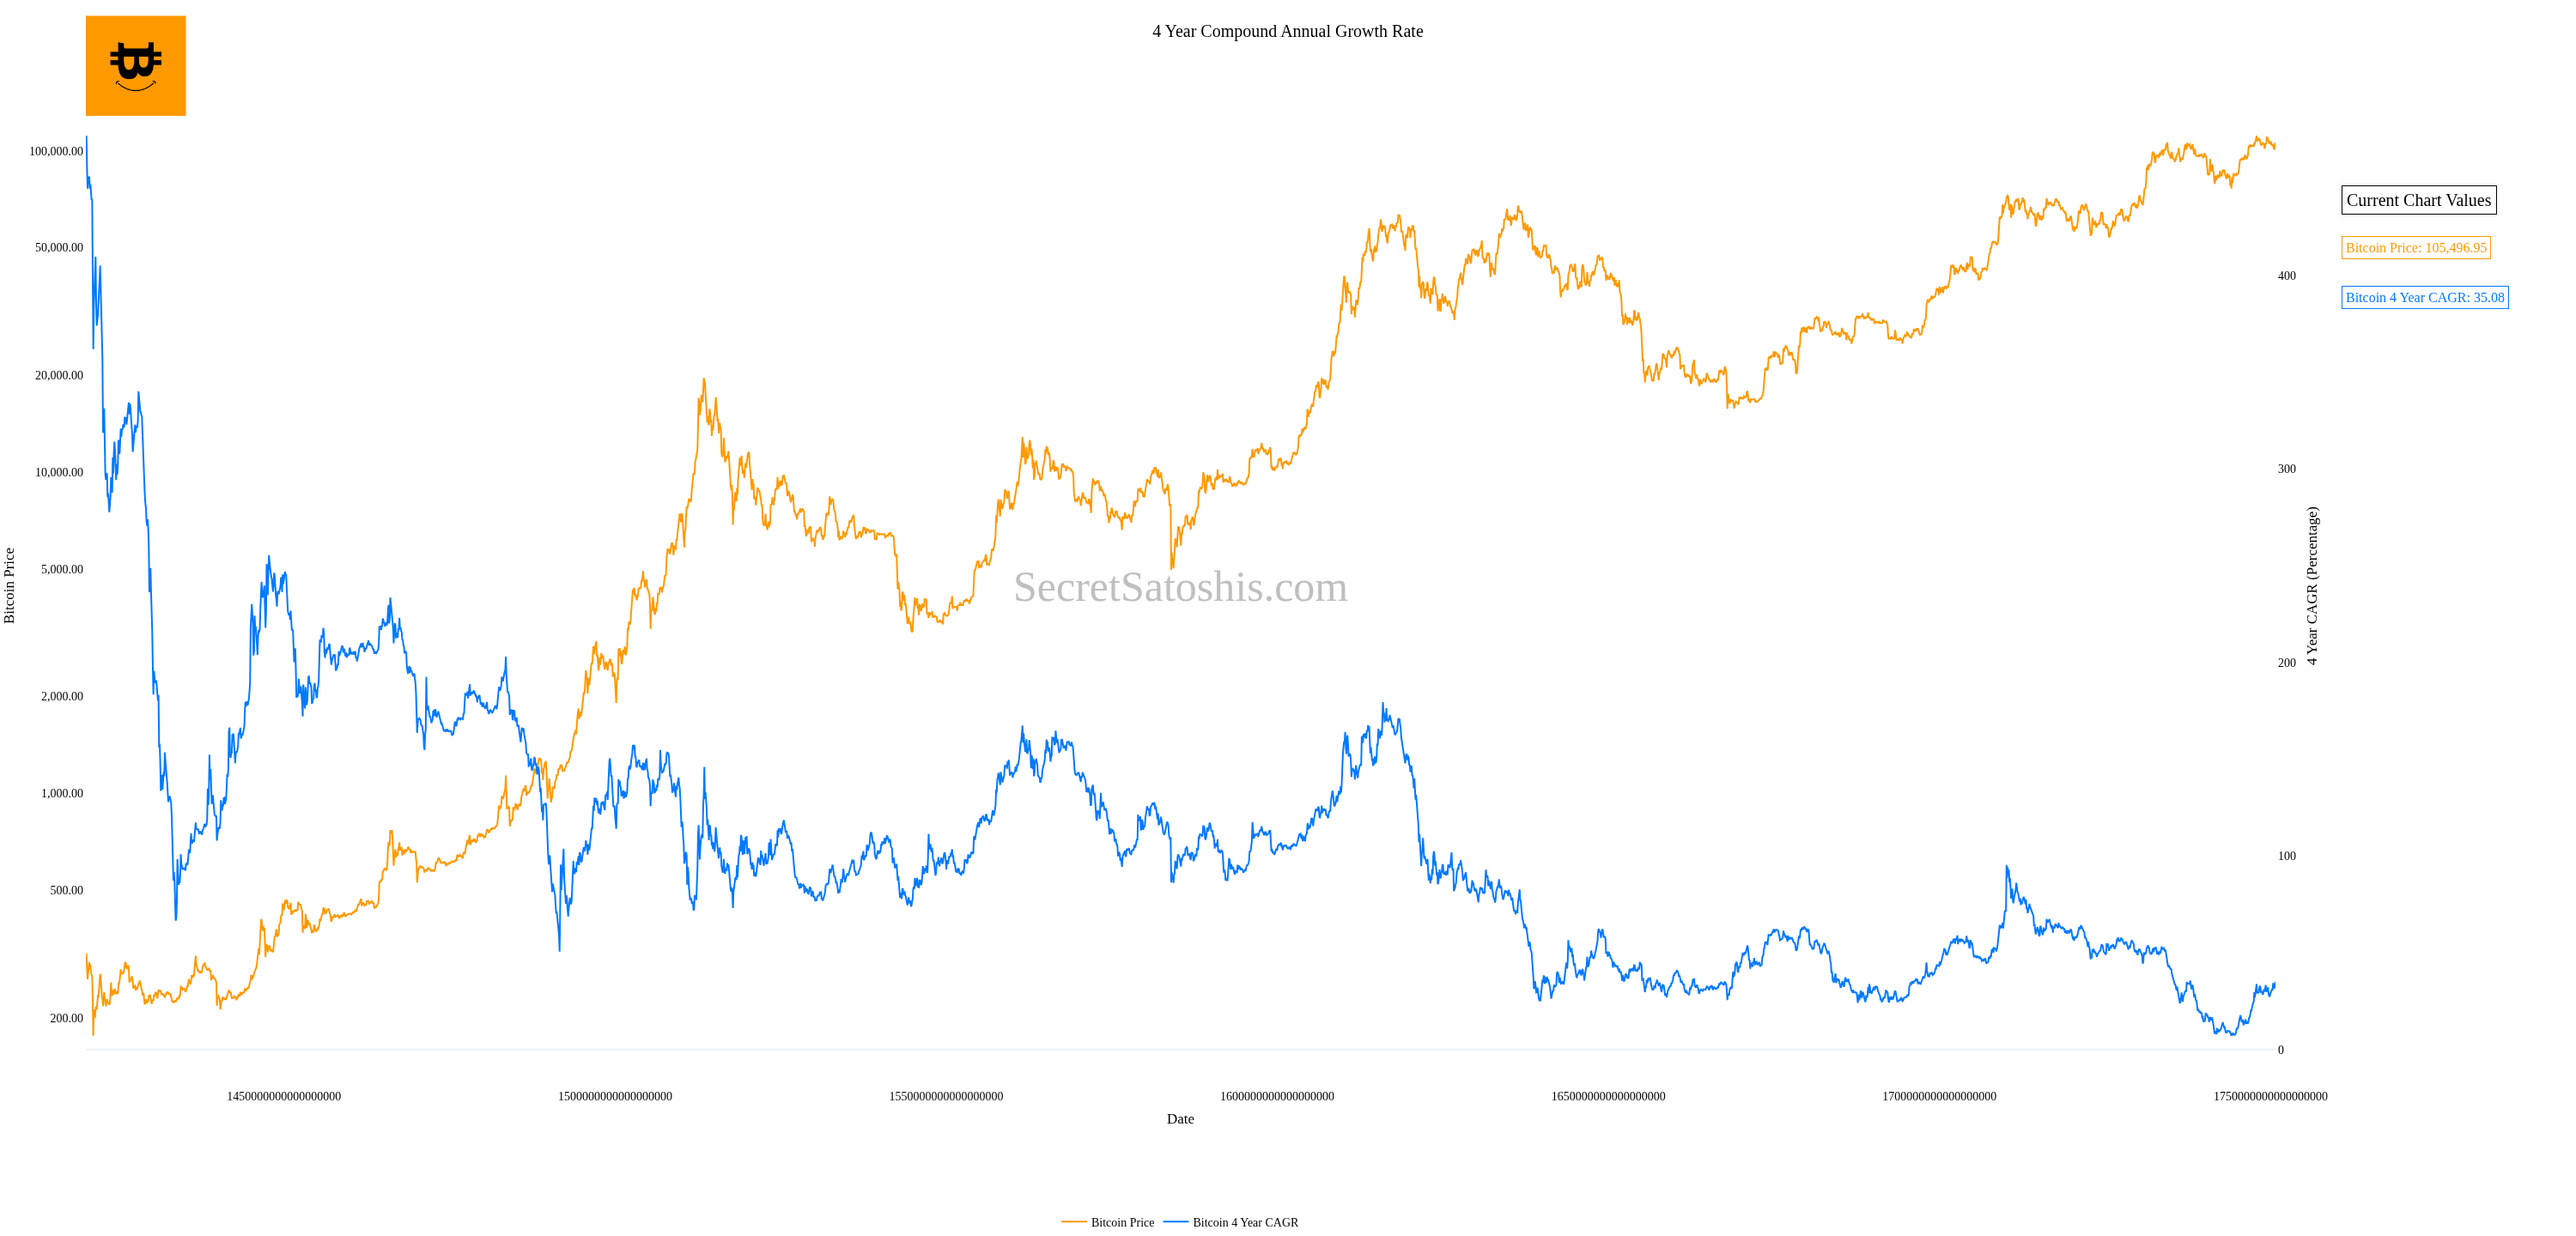 4 Year Compound Annual Growth Rate
100,000.00
50,000.00
20,000.00
10,000.00
5,000.00
2,000.00
1,000.00
500.00
200.00
Bitcoin Price
SecretSatoshis.com
400
300
200
100
0
4 Year CAGR (Percentage)
Current Chart Values
Bitcoin Price: 105,496.95
Bitcoin 4 Year CAGR: 35.08
1450000000000000000
1500000000000000000
1550000000000000000
1600000000000000000
1650000000000000000
1700000000000000000
1750000000000000000
Date
Bitcoin Price
Bitcoin 4 Year CAGR